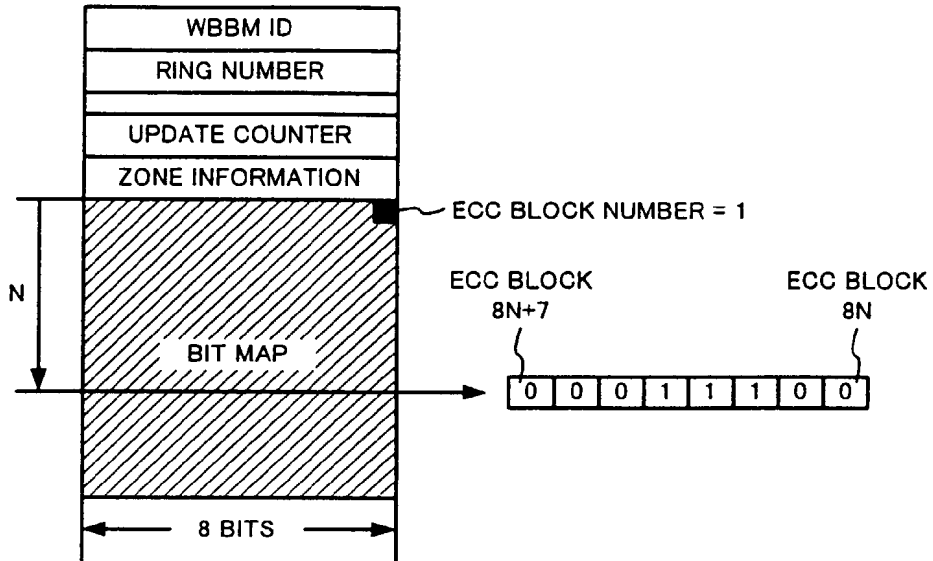 WBBM ID
RING NUMBER
UPDATE COUNTER
ZONE INFORMATION
ECC BLOCK NUMBER = 1
N
BIT MAP
ECC BLOCK
8N+7
ECC BLOCK
8N
0 0 0 1 1 1 0 0
8 BITS